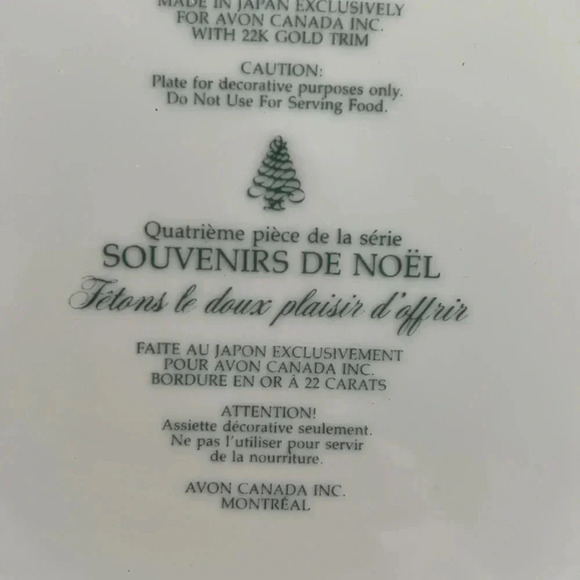 MADE IN JAPAN EXCLUSIVELY
FOR AVON CANADA INC.
WITH 22K GOLD TRIM
CAUTION:
Plate for decorative purposes only.
Do Not Use For Serving Food.
Quatrième pièce de la série
SOUVENIRS DE NOËL
Fêtons le doux plaisir d'offrir
FAITE AU JAPON EXCLUSIVEMENT
POUR AVON CANADA INC.
BORDURE EN OR À 22 CARATS
ATTENTION!
Assiette décorative seulement.
Ne pas l'utiliser pour servir
de la nourriture.
AVON CANADA INC.
MONTRÉAL